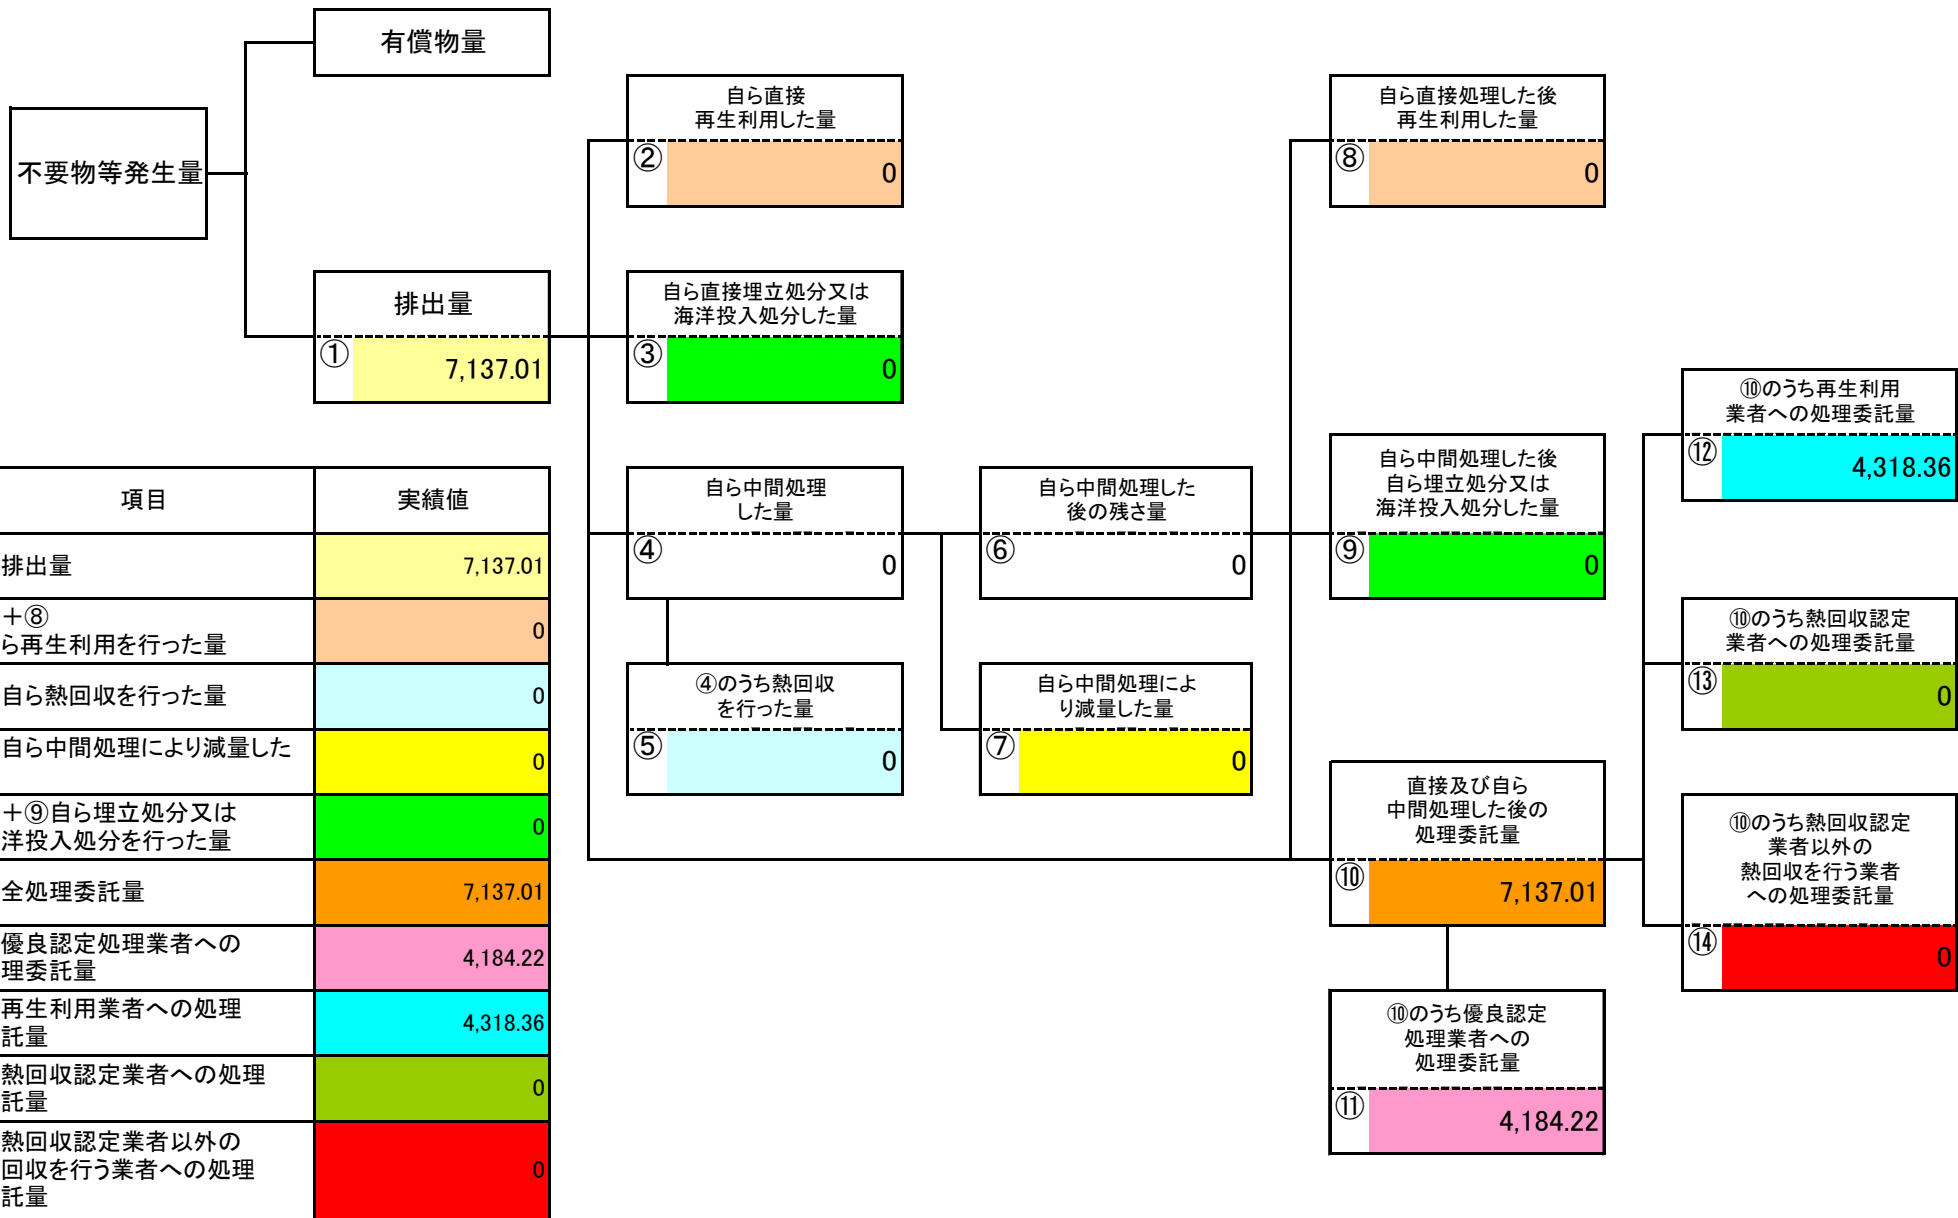 有償物量
不要物等発生量
排出量
① 7,137.01
自ら直接
再生利用した量
② 0
自ら直接埋立処分又は
海洋投入処分した量
③ 0
自ら中間処理
した量
④ 0
④のうち熱回収
を行った量
⑤ 0
自ら中間処理した
後の残さ量
⑥ 0
自ら中間処理によ
り減量した量
⑦ 0
自ら直接処理した後
再生利用した量
⑧ 0
自ら中間処理した後
自ら埋立処分又は
海洋投入処分した量
⑨ 0
直接及び自ら
中間処理した後の
処理委託量
⑩ 7,137.01
⑩のうち優良認定
処理業者への
処理委託量
⑪ 4,184.22
⑩のうち再生利用
業者への処理委託量
⑫ 4,318.36
⑩のうち熱回収認定
業者への処理委託量
⑬ 0
⑩のうち熱回収認定
業者以外の
熱回収を行う業者
への処理委託量
⑭ 0
項目 実績値
排出量 7,137.01
＋⑧
ら再生利用を行った量 0
自ら熱回収を行った量 0
自ら中間処理により減量した 0
＋⑨自ら埋立処分又は
洋投入処分を行った量 0
全処理委託量 7,137.01
優良認定処理業者への
理委託量 4,184.22
再生利用業者への処理
託量 4,318.36
熱回収認定業者への処理
託量 0
熱回収認定業者以外の
回収を行う業者への処理
託量 0